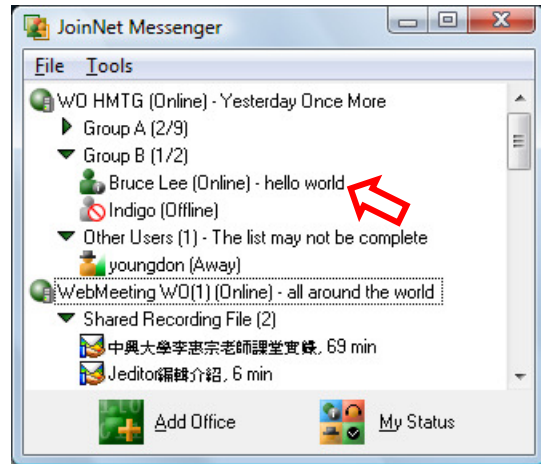 JoinNet Messenger
File Tools
WO HMTG (Online) - Yesterday Once More
Group A (2/9)
Group B (1/2)
Bruce Lee (Online) - hello world
Indigo (Offline)
Other Users (1) - The list may not be complete
youngdon (Away)
WebMeeting WO(1) (Online) - all around the world
Shared Recording File (2)
中興大學李惠宗老師課堂實錄, 69 min
Jeditor編輯介紹, 6 min
Add Office My Status